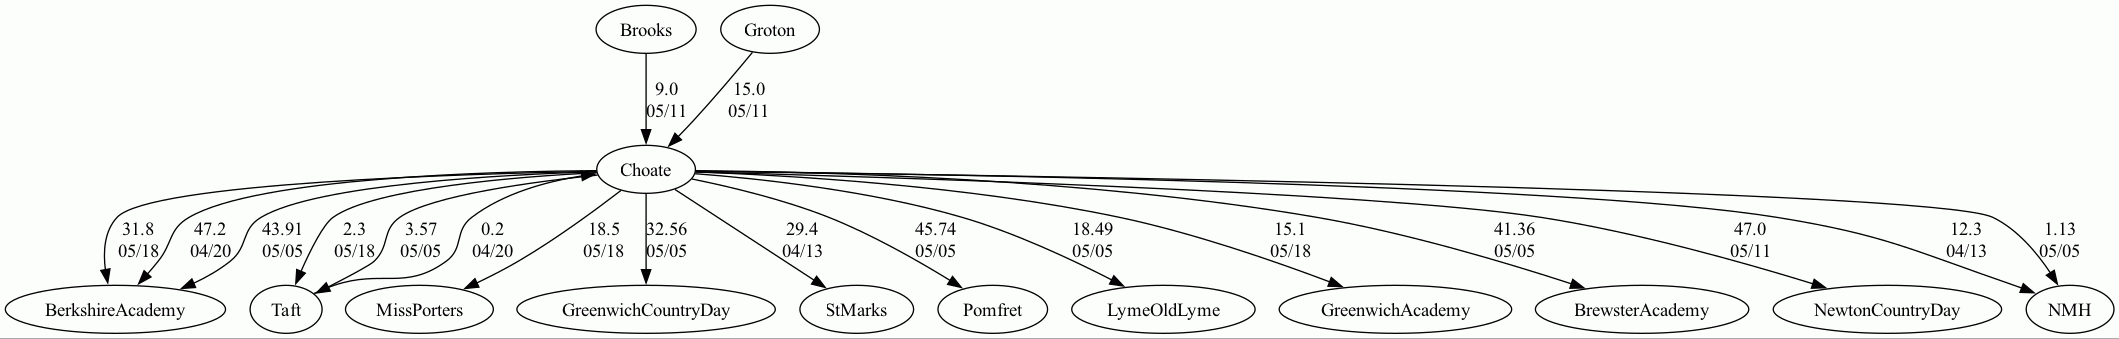 Brooks
Groton
9.0
05/11
15.0
05/11
Choate
31.8
05/18
47.2
04/20
43.91
05/05
2.3
05/18
3.57
05/05
0.2
04/20
18.5
05/18
32.56
05/05
29.4
04/13
45.74
05/05
18.49
05/05
15.1
05/18
41.36
05/05
47.0
05/11
12.3
04/13
1.13
05/05
BerkshireAcademy
Taft
MissPorters
GreenwichCountryDay
StMarks
Pomfret
LymeOldLyme
GreenwichAcademy
BrewsterAcademy
NewtonCountryDay
NMH